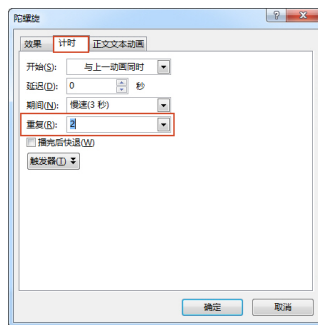 陀螺旋
效果 计时 正文文本动画
开始(S): 与上一动画同时
延迟(D): 0 秒
期间(N): 慢速(3 秒)
重复(R): 2
播完后快退(W)
触发器(T)
确定 取消